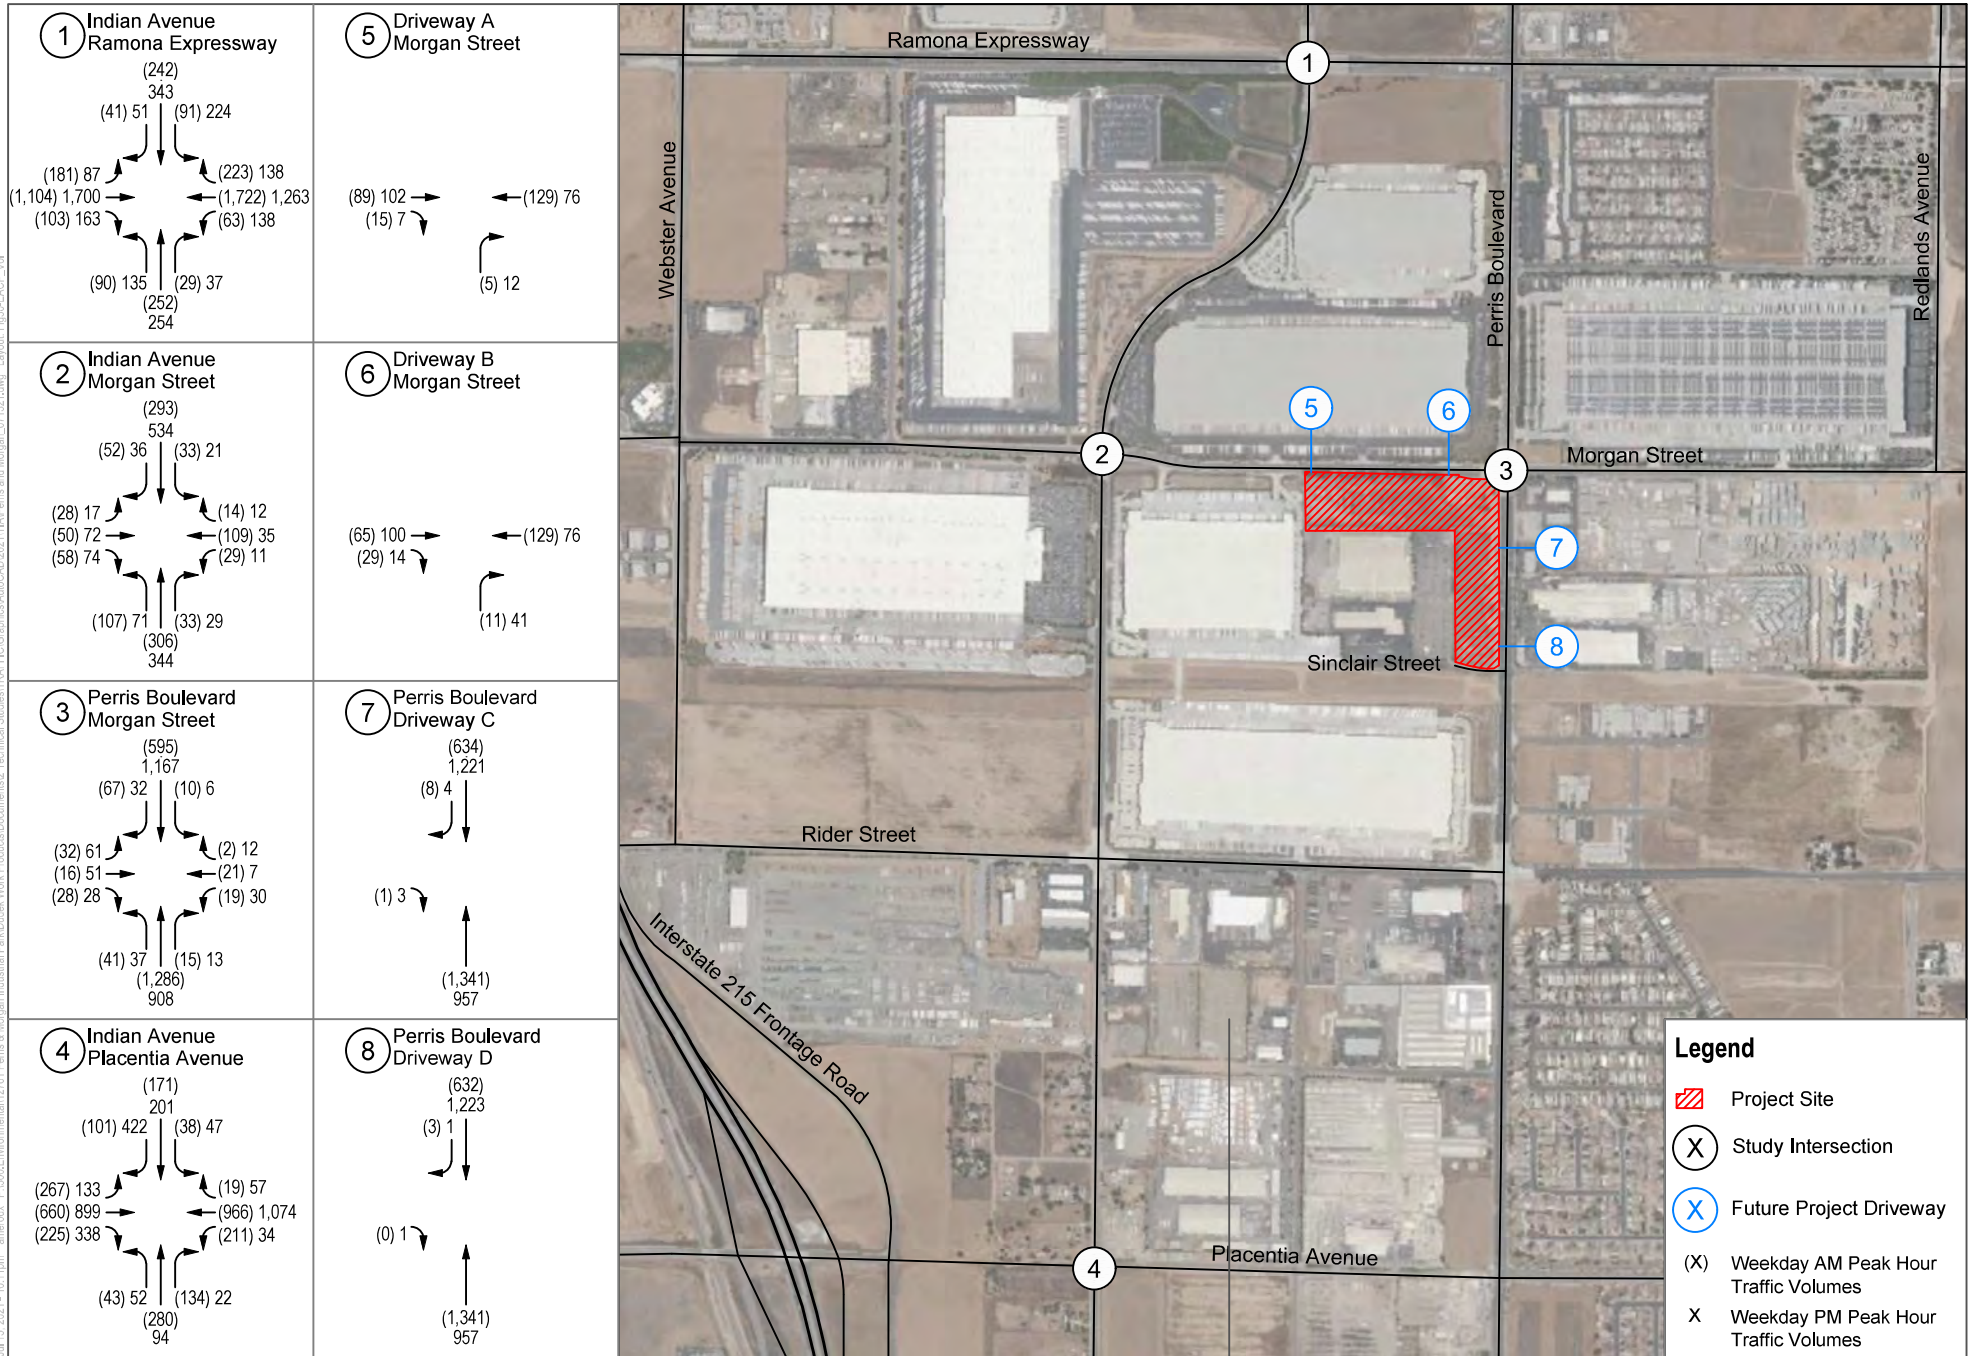 1
Indian Avenue
Ramona Expressway
(242)
343
(41) 51
(91) 224
(181) 87
(1,104) 1,700
(103) 163
(223) 138
(1,722) 1,263
(63) 138
(90) 135
(29) 37
(252)
254
5
Driveway A
Morgan Street
(89) 102
(15) 7
(129) 76
(5) 12
2
Indian Avenue
Morgan Street
(293)
534
(52) 36
(33) 21
(28) 17
(50) 72
(58) 74
(14) 12
(109) 35
(29) 11
(107) 71
(33) 29
(306)
344
6
Driveway B
Morgan Street
(65) 100
(29) 14
(129) 76
(11) 41
3
Perris Boulevard
Morgan Street
(595)
1,167
(67) 32
(10) 6
(32) 61
(16) 51
(28) 28
(2) 12
(21) 7
(19) 30
(41) 37
(15) 13
(1,286)
908
7
Perris Boulevard
Driveway C
(634)
1,221
(8) 4
(1) 3
(1,341)
957
4
Indian Avenue
Placentia Avenue
(171)
201
(101) 422
(38) 47
(267) 133
(660) 899
(225) 338
(19) 57
(966) 1,074
(211) 34
(43) 52
(134) 22
(280)
94
8
Perris Boulevard
Driveway D
(632)
1,223
(3) 1
(0) 1
(1,341)
957
Ramona Expressway
1
Webster Avenue
Perris Boulevard
Redlands Avenue
5
6
2
3
Morgan Street
7
8
Sinclair Street
Rider Street
Interstate 215 Frontage Road
4
Placentia Avenue
Legend
Project Site
X
Study Intersection
X
Future Project Driveway
(X)
Weekday AM Peak Hour
Traffic Volumes
X
Weekday PM Peak Hour
Traffic Volumes